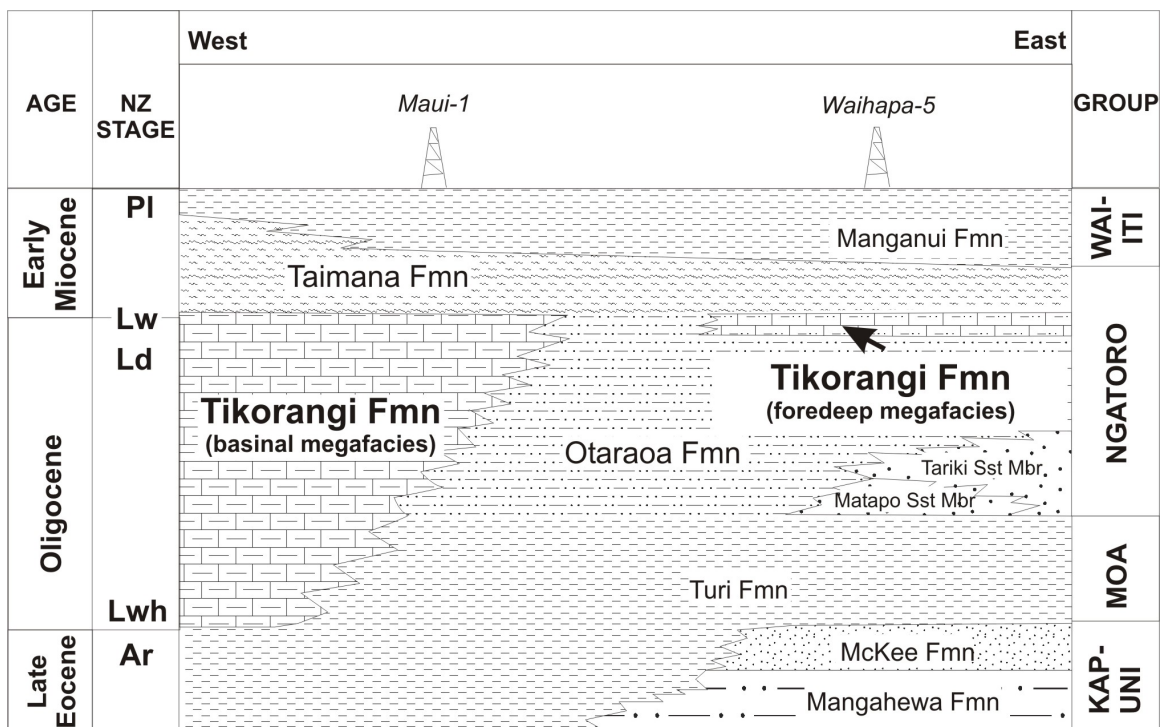 West
East
AGE
NZ
STAGE
Maui-1
Waihapa-5
GROUP
Early
Miocene
Pl
Manganui Fmn
WAI-
ITI
Taimana Fmn
Lw
Ld
Tikorangi Fmn
(foredeep megafacies)
Tikorangi Fmn
(basinal megafacies)
NGATORO
Oligocene
Otaraoa Fmn
Tariki Sst Mbr
Matapo Sst Mbr
Turi Fmn
MOA
Lwh
Late
Eocene
Ar
McKee Fmn
Mangahewa Fmn
KAP-
UNI